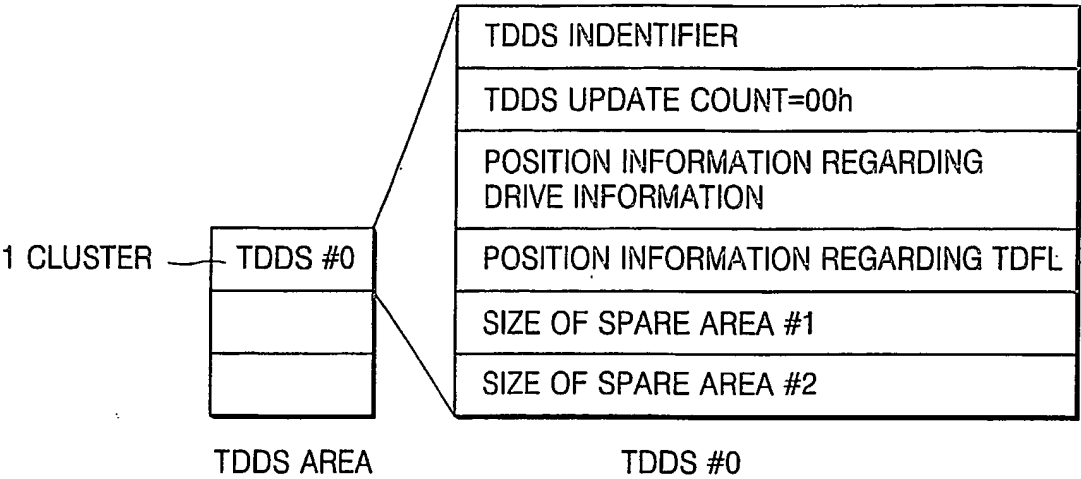 TDDS INDENTIFIER
TDDS UPDATE COUNT=00h
POSITION INFORMATION REGARDING
DRIVE INFORMATION
1 CLUSTER
TDDS #0
POSITION INFORMATION REGARDING TDFL
SIZE OF SPARE AREA #1
SIZE OF SPARE AREA #2
TDDS AREA
TDDS #0